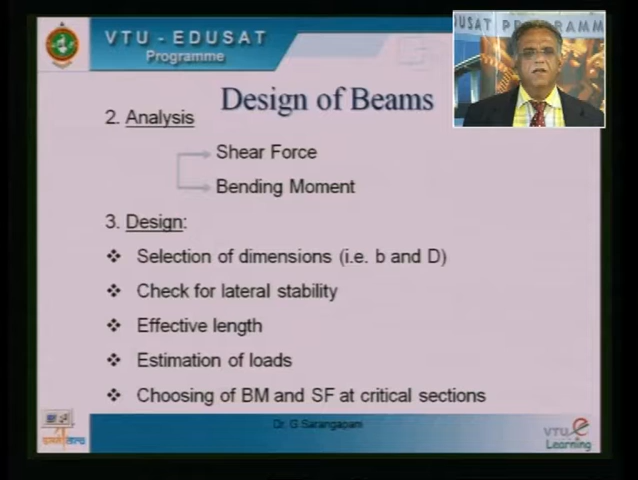 VTU - EDUSAT
Programme
DUSAT PROGRAMM
Design of Beams
2. Analysis
Shear Force
Bending Moment
3. Design:
❖ Selection of dimensions (i.e. b and D)
❖ Check for lateral stability
❖ Effective length
❖ Estimation of loads
❖ Choosing of BM and SF at critical sections
Dr. G Sarangapani
VTU e
Learning